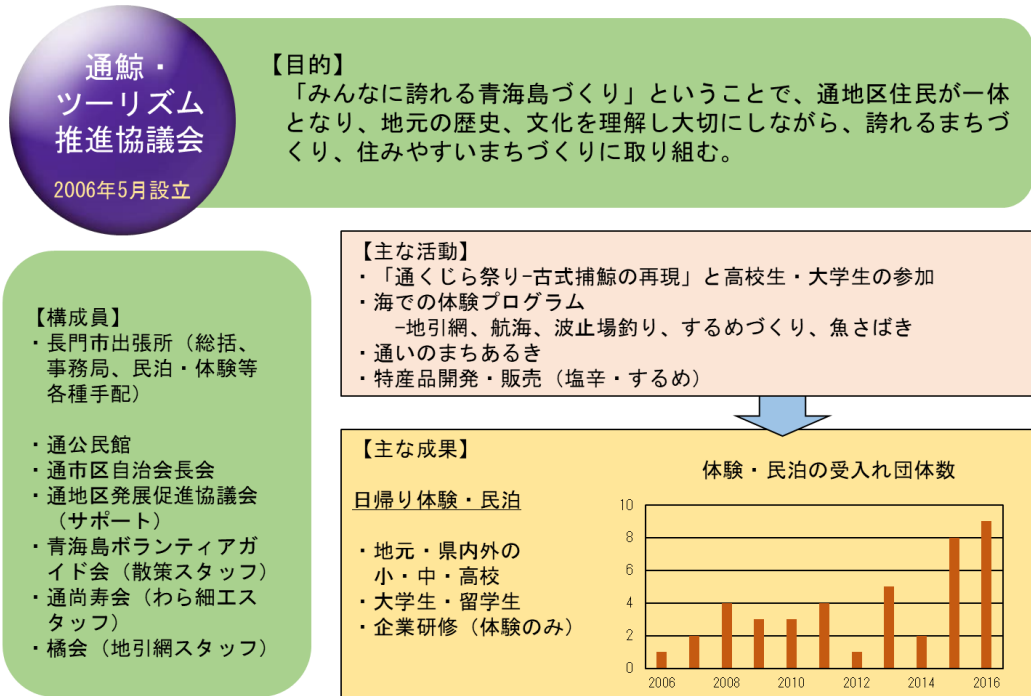 通鯨・
ツーリズム
推進協議会
2006年5月設立
【目的】
「みんなに誇れる青海島づくり」ということで、通地区住民が一体
となり、地元の歴史、文化を理解し大切にしながら、誇れるまちづ
くり、住みやすいまちづくりに取り組む。
【構成員】
・長門市出張所（総括、
事務局、民泊・体験等
各種手配）
・通公民館
・通市区自治会長会
・通地区発展促進協議会
（サポート）
・青海島ボランティアガ
イド会（散策スタッフ）
・通尚寿会（わら細工ス
タッフ）
・橘会（地引網スタッフ）
【主な活動】
・「通くじら祭り-古式捕鯨の再現」と高校生・大学生の参加
・海での体験プログラム
-地引網、航海、波止場釣り、するめづくり、魚さばき
・通いのまちあるき
・特産品開発・販売（塩辛・するめ）
【主な成果】
日帰り体験・民泊
・地元・県内外の
小・中・高校
・大学生・留学生
・企業研修（体験のみ）
体験・民泊の受入れ団体数
10
8
6
4
2
0
2006 2008 2010 2012 2014 2016